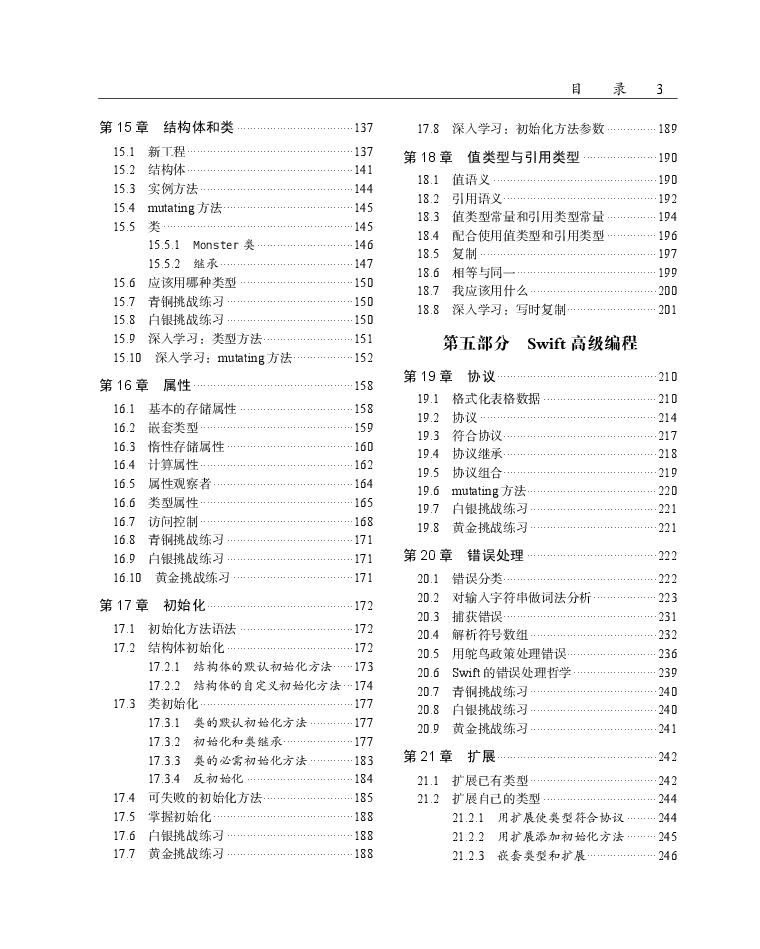 目 录 3
第 15 章 结构体和类 137
15.1 新工程 137
15.2 结构体 141
15.3 实例方法 144
15.4 mutating 方法 145
15.5 类 145
15.5.1 Monster 类 146
15.5.2 继承 147
15.6 应该用哪种类型 150
15.7 青铜挑战练习 150
15.8 白银挑战练习 150
15.9 深入学习：类型方法 151
15.10 深入学习：mutating 方法 152
第 16 章 属性 158
16.1 基本的存储属性 158
16.2 嵌套类型 159
16.3 惰性存储属性 160
16.4 计算属性 162
16.5 属性观察者 164
16.6 类型属性 165
16.7 访问控制 168
16.8 青铜挑战练习 171
16.9 白银挑战练习 171
16.10 黄金挑战练习 171
第 17 章 初始化 172
17.1 初始化方法语法 172
17.2 结构体初始化 172
17.2.1 结构体的默认初始化方法 173
17.2.2 结构体的自定义初始化方法 174
17.3 类初始化 177
17.3.1 类的默认初始化方法 177
17.3.2 初始化和类继承 177
17.3.3 类的必需初始化方法 183
17.3.4 反初始化 184
17.4 可失败的初始化方法 185
17.5 掌握初始化 188
17.6 白银挑战练习 188
17.7 黄金挑战练习 188
17.8 深入学习：初始化方法参数 189
第 18 章 值类型与引用类型 190
18.1 值语义 190
18.2 引用语义 192
18.3 值类型常量和引用类型常量 194
18.4 配合使用值类型和引用类型 196
18.5 复制 197
18.6 相等与同一 199
18.7 我应该用什么 200
18.8 深入学习：写时复制 201
第五部分 Swift 高级编程
第 19 章 协议 210
19.1 格式化表格数据 210
19.2 协议 214
19.3 符合协议 217
19.4 协议继承 218
19.5 协议组合 219
19.6 mutating 方法 220
19.7 白银挑战练习 221
19.8 黄金挑战练习 221
第 20 章 错误处理 222
20.1 错误分类 222
20.2 对输入字符串做词法分析 223
20.3 捕获错误 231
20.4 解析符号数组 232
20.5 用鸵鸟政策处理错误 236
20.6 Swift 的错误处理哲学 239
20.7 青铜挑战练习 240
20.8 白银挑战练习 240
20.9 黄金挑战练习 241
第 21 章 扩展 242
21.1 扩展已有类型 242
21.2 扩展自己的类型 244
21.2.1 用扩展使类型符合协议 244
21.2.2 用扩展添加初始化方法 245
21.2.3 嵌套类型和扩展 246